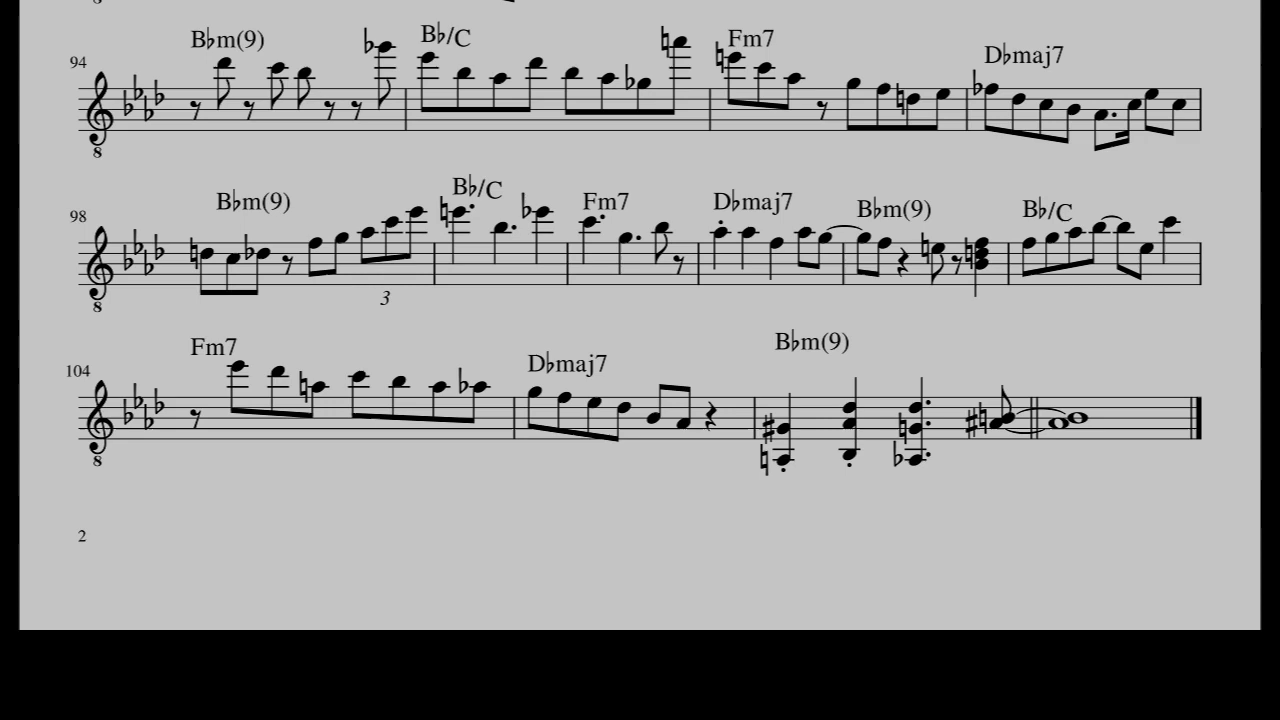 B♭m(9) B♭/C Fm7 D♭maj7
94
8
B♭m(9) B♭/C Fm7 D♭maj7 B♭m(9) B♭/C
98
8
3
Fm7 D♭maj7 B♭m(9)
104
8
2